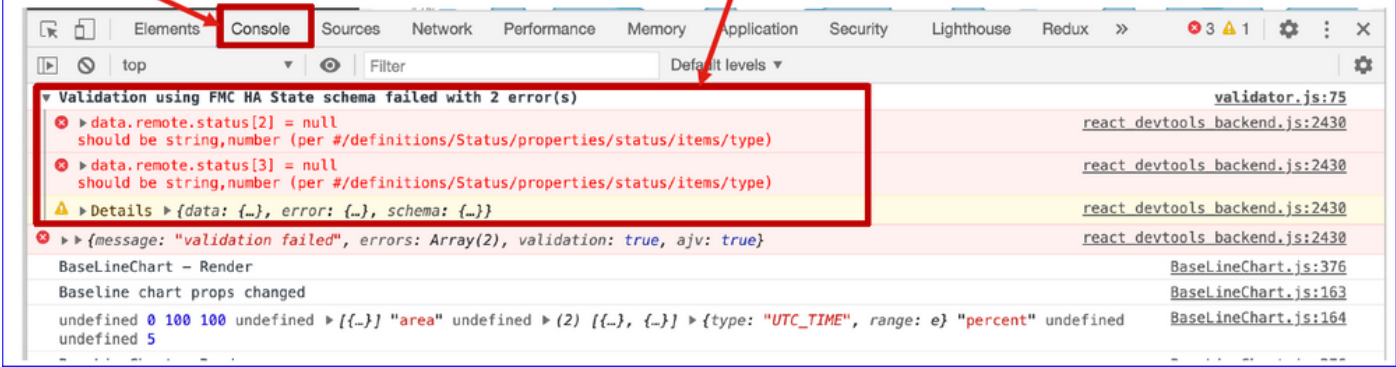 Elements Console Sources Network Performance Memory Application Security Lighthouse Redux » 3 1
top Filter Default levels ▼
▼ Validation using FMC HA State schema failed with 2 error(s) validator.js:75
▶ data.remote.status[2] = null react_devtools_backend.js:2430
should be string,number (per #/definitions/Status/properties/status/items/type)
▶ data.remote.status[3] = null react_devtools_backend.js:2430
should be string,number (per #/definitions/Status/properties/status/items/type)
▶ Details ▶ {data: {…}, error: {…}, schema: {…}} react_devtools_backend.js:2430
▶ ▶ {message: "validation failed", errors: Array(2), validation: true, ajv: true} react_devtools_backend.js:2430
BaseLineChart – Render BaseLineChart.js:376
Baseline chart props changed BaseLineChart.js:163
undefined 0 100 100 undefined ▶ [{…}] "area" undefined ▶ (2) [{…}, {…}] ▶ {type: "UTC_TIME", range: e} "percent" undefined BaseLineChart.js:164
undefined 5